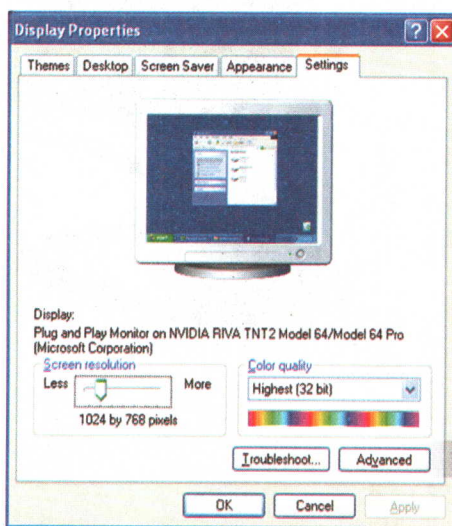 Display Properties
Themes Desktop Screen Saver Appearance Settings
Display:
Plug and Play Monitor on NVIDIA RIVA TNT2 Model 64/Model 64 Pro
(Microsoft Corporation)
Screen resolution
Less More
1024 by 768 pixels
Color quality
Highest (32 bit)
Troubleshoot... Advanced
OK Cancel Apply